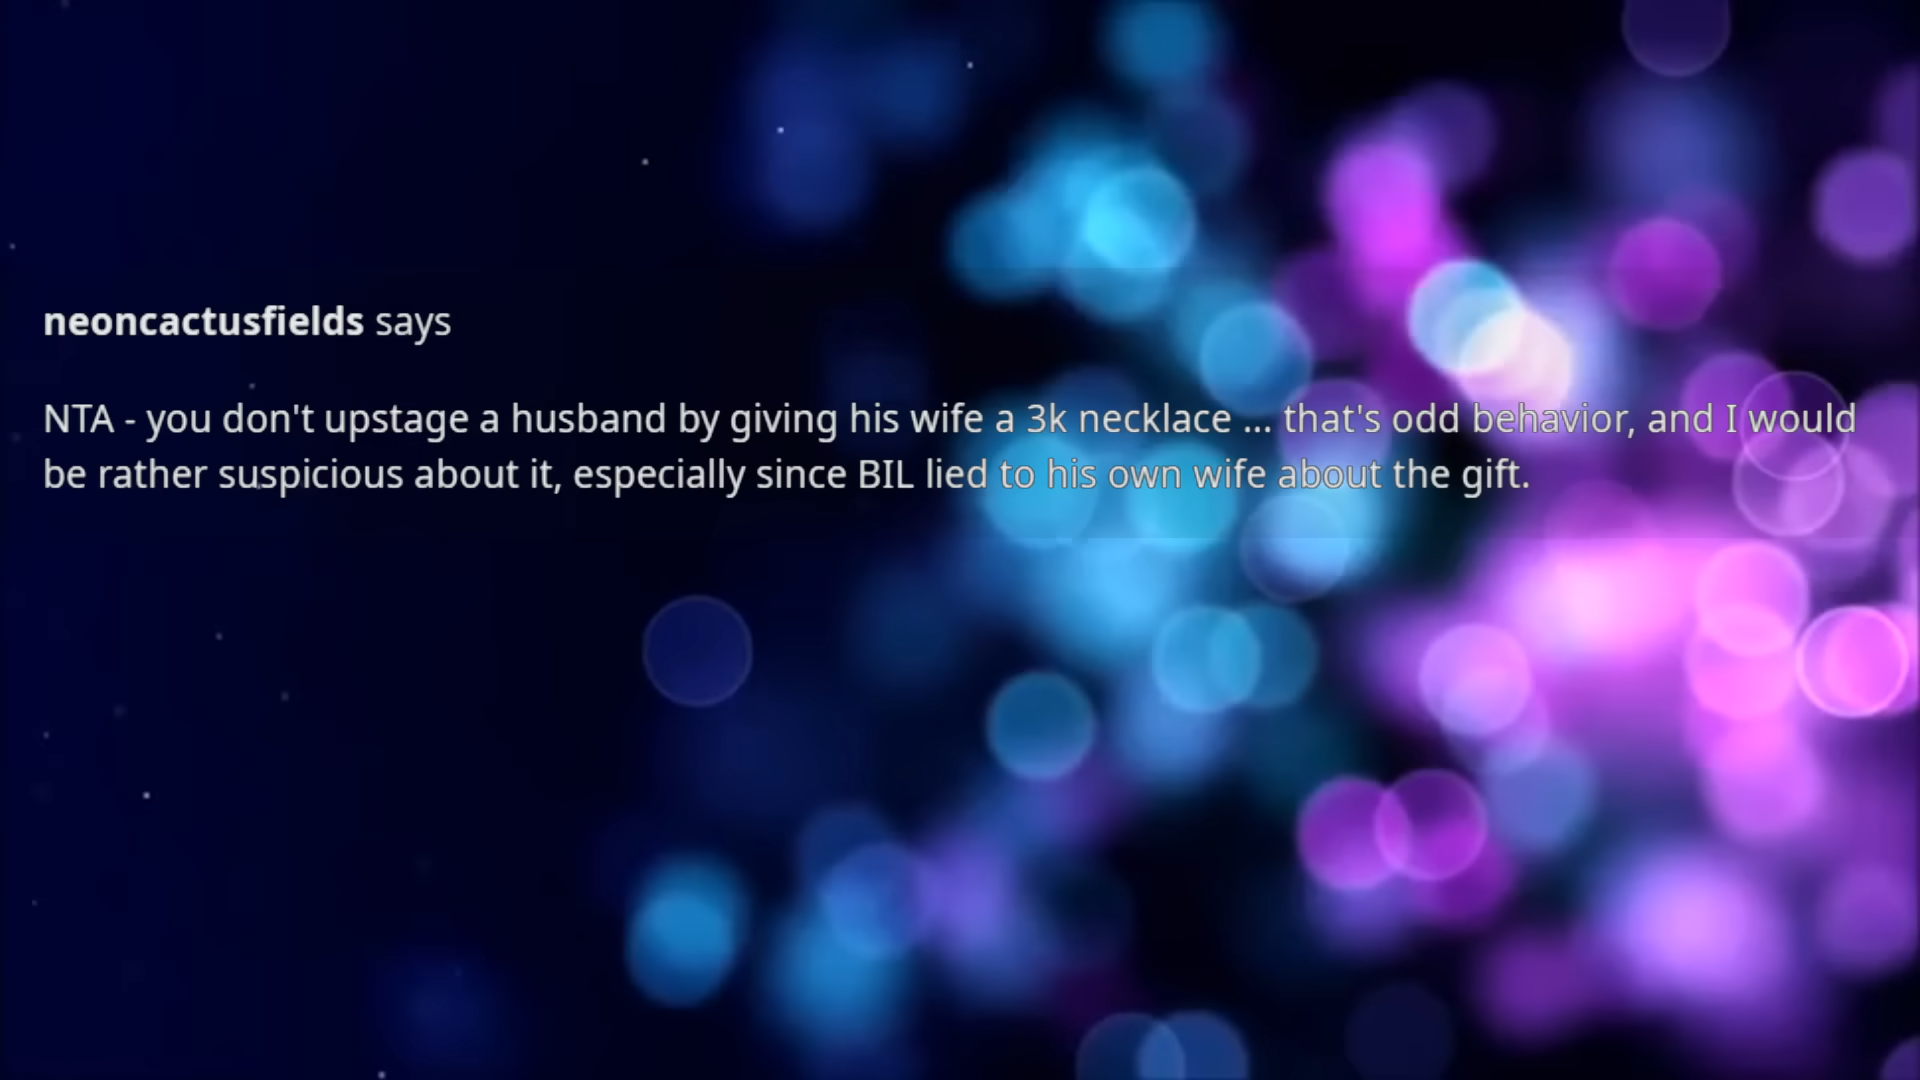 neoncactusfields says
NTA - you don't upstage a husband by giving his wife a 3k necklace ... that's odd behavior, and I would
be rather suspicious about it, especially since BIL lied to his own wife about the gift.